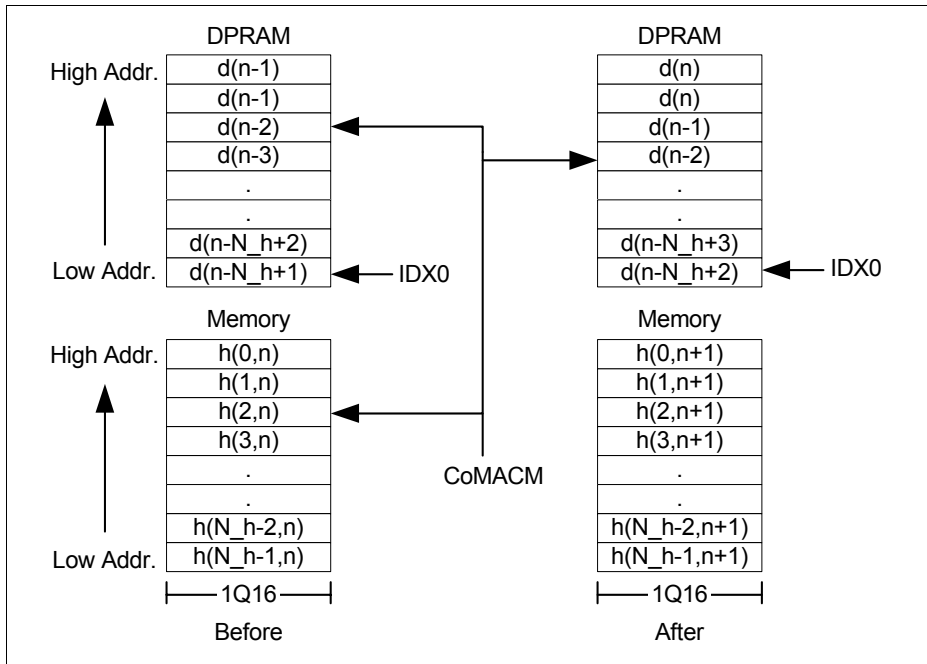 DPRAM
High Addr.
d(n-1)
d(n-1)
d(n-2)
d(n-3)
.
.
d(n-N_h+2)
Low Addr.
d(n-N_h+1)
IDX0
DPRAM
d(n)
d(n)
d(n-1)
d(n-2)
.
.
d(n-N_h+3)
d(n-N_h+2)
IDX0
Memory
High Addr.
h(0,n)
h(1,n)
h(2,n)
h(3,n)
.
.
h(N_h-2,n)
Low Addr.
h(N_h-1,n)
1Q16
Before
CoMACM
Memory
h(0,n+1)
h(1,n+1)
h(2,n+1)
h(3,n+1)
.
.
h(N_h-2,n+1)
h(N_h-1,n+1)
1Q16
After